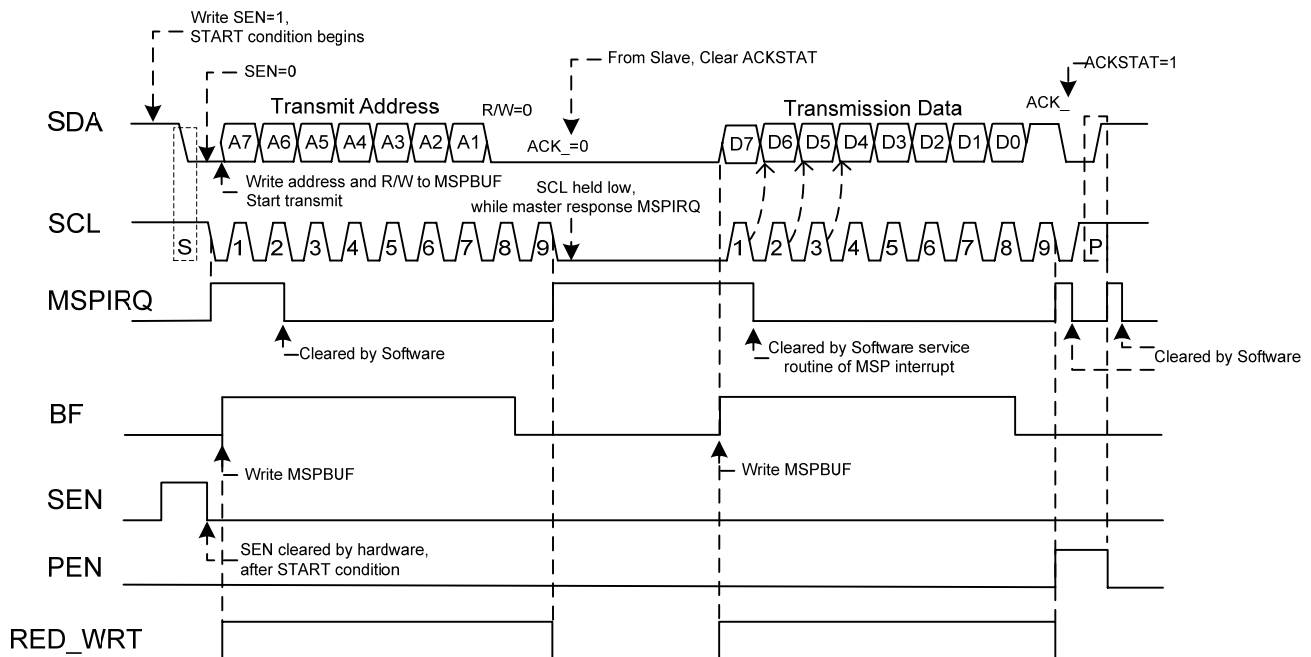 Write SEN=1,
START condition begins
SEN=0
From Slave, Clear ACKSTAT
ACKSTAT=1
Transmit Address
R/W=0
Transmission Data
ACK_
SDA
A7 A6 A5 A4 A3 A2 A1
ACK_=0
D7 D6 D5 D4 D3 D2 D1 D0
Write address and R/W to MSPBUF
Start transmit
SCL held low,
while master response MSPIRQ
SCL
S
1 2 3 4 5 6 7 8 9
1 2 3 4 5 6 7 8 9
P
MSPIRQ
Cleared by Software
Cleared by Software service
routine of MSP interrupt
Cleared by Software
BF
Write MSPBUF
Write MSPBUF
SEN
SEN cleared by hardware,
after START condition
PEN
RED_WRT